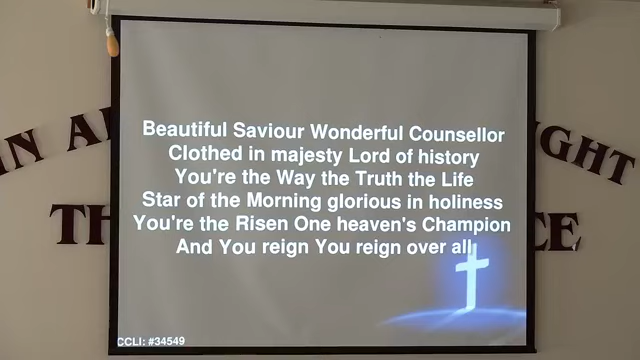 Beautiful Saviour Wonderful Counsellor
Clothed in majesty Lord of history
You're the Way the Truth the Life
Star of the Morning glorious in holiness
You're the Risen One heaven's Champion
And You reign You reign over all
CCLI: #34549